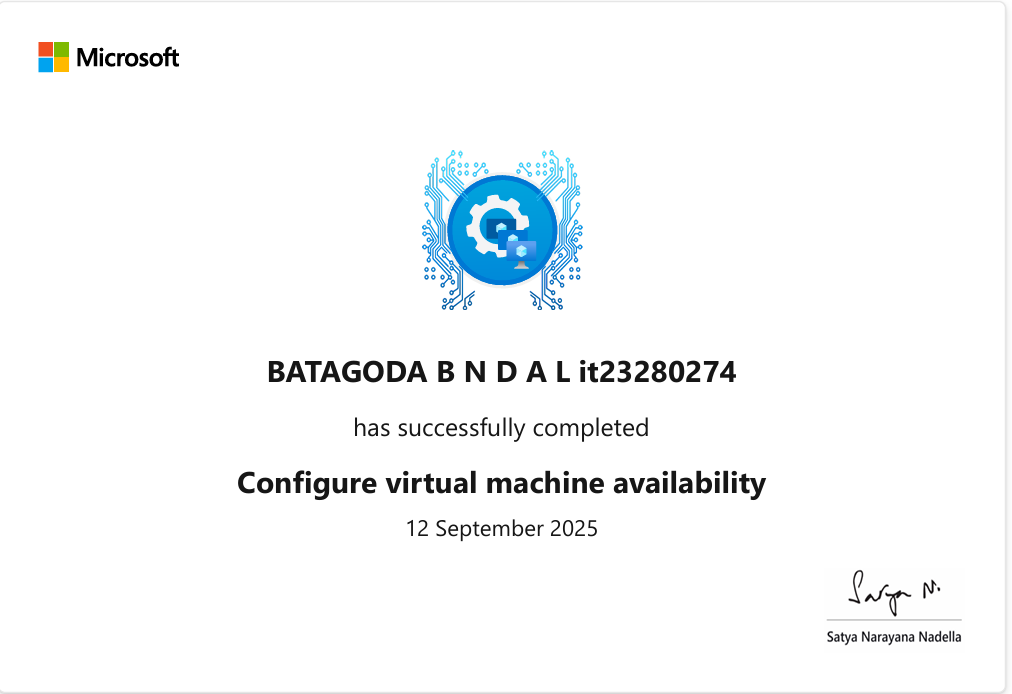 Microsoft
BATAGODA B N D A L it23280274
has successfully completed
Configure virtual machine availability
12 September 2025
Satya N.
Satya Narayana Nadella